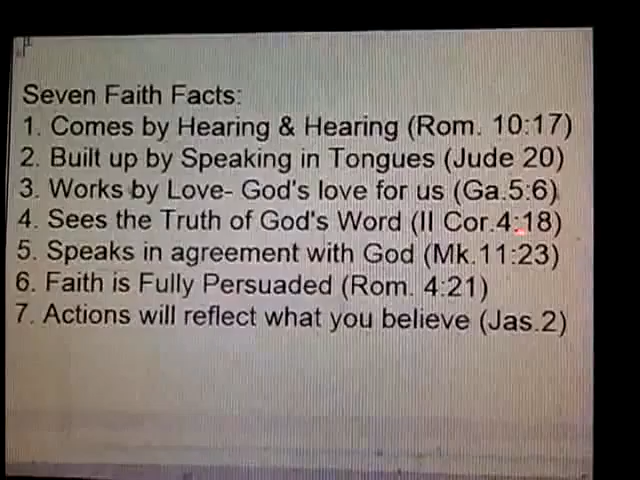 Seven Faith Facts:
1. Comes by Hearing & Hearing (Rom. 10:17)
2. Built up by Speaking in Tongues (Jude 20)
3. Works by Love- God's love for us (Ga.5:6)
4. Sees the Truth of God's Word (II Cor.4:18)
5. Speaks in agreement with God (Mk.11:23)
6. Faith is Fully Persuaded (Rom. 4:21)
7. Actions will reflect what you believe (Jas.2)